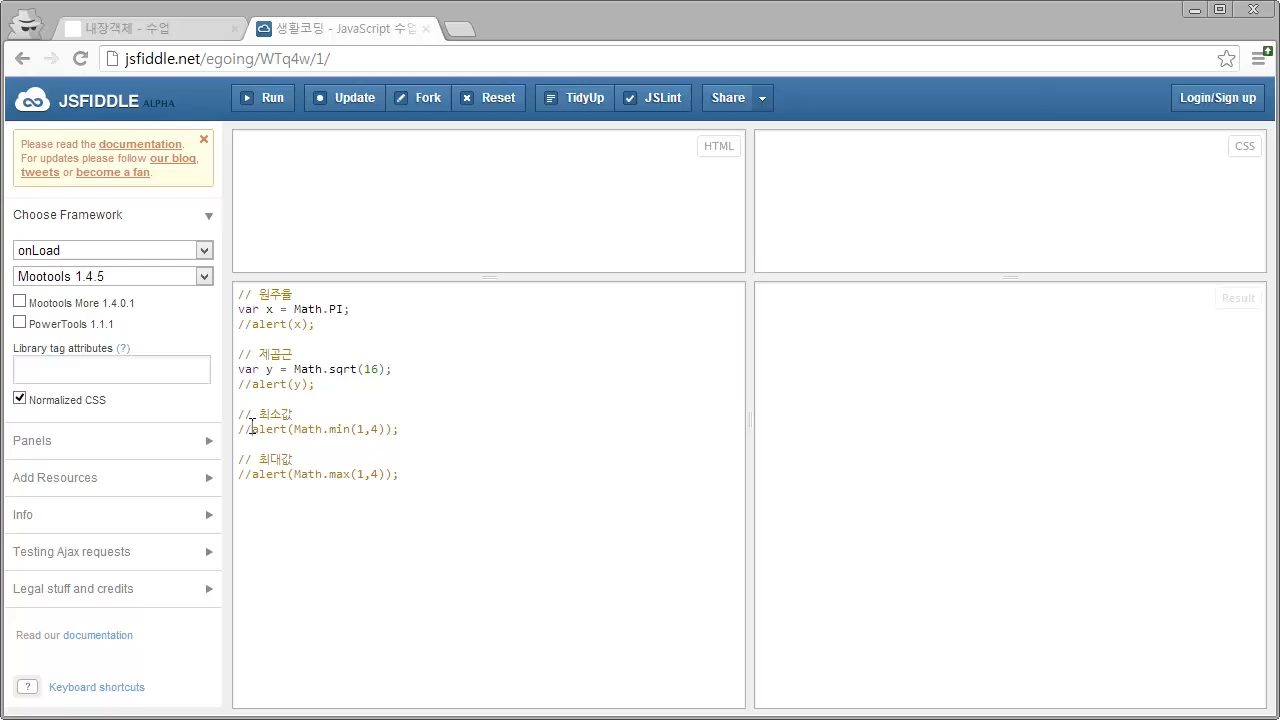 내장객체 - 수업
생활코딩 - JavaScript 수업
jsfiddle.net/egoing/WTq4w/1/
JSFIDDLE ALPHA
Run
Update
Fork
Reset
TidyUp
JSLint
Share
Login/Sign up
Please read the documentation.
For updates please follow our blog,
tweets or become a fan.
Choose Framework
onLoad
Mootools 1.4.5
Mootools More 1.4.0.1
PowerTools 1.1.1
Library tag attributes (?)
Normalized CSS
Panels
Add Resources
Info
Testing Ajax requests
Legal stuff and credits
Read our documentation
? Keyboard shortcuts
HTML
CSS
// 원주율
var x = Math.PI;
//alert(x);
// 제곱근
var y = Math.sqrt(16);
//alert(y);
// 최소값
//alert(Math.min(1,4));
// 최대값
//alert(Math.max(1,4));
Result